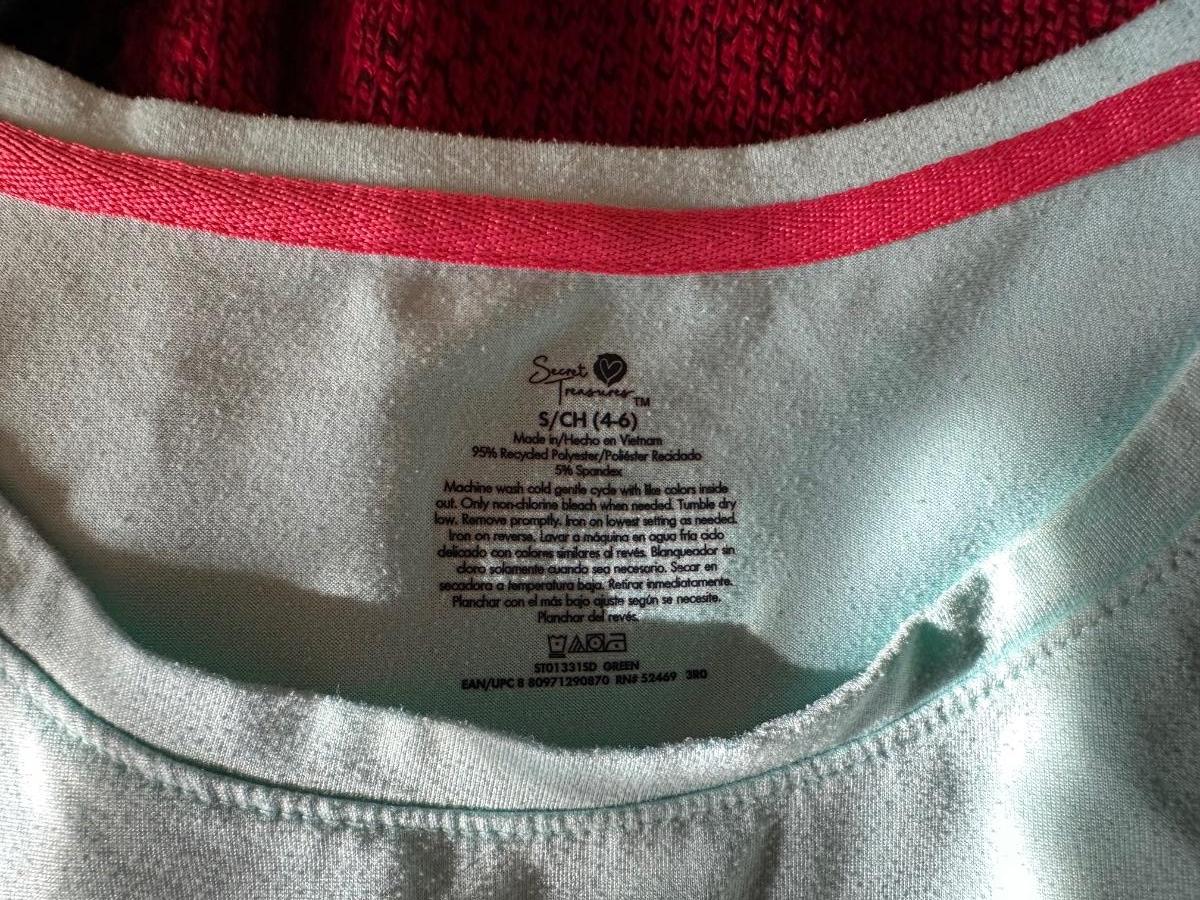 Secret
Treasures™
S/CH (4-6)
Made in/Hecho en Vietnam
95% Recycled Polyester/Poliéster Reciclado
5% Spandex
Machine wash cold gentle cycle with like colors inside
out. Only non-chlorine bleach when needed. Tumble dry
low. Remove promptly. Iron on lowest setting as needed.
Iron on reverse. Lavar a máquina en agua fría ciclo
delicado con colores similares al revés. Blanqueador sin
cloro solamente cuando sea necesario. Secar en
secadora a temperatura baja. Retirar inmediatamente.
Planchar con el más bajo ajuste según se necesite.
Planchar del revés.
ST01331SD GREEN
EAN/UPC 8 80971290870 RN# 52469 3R0